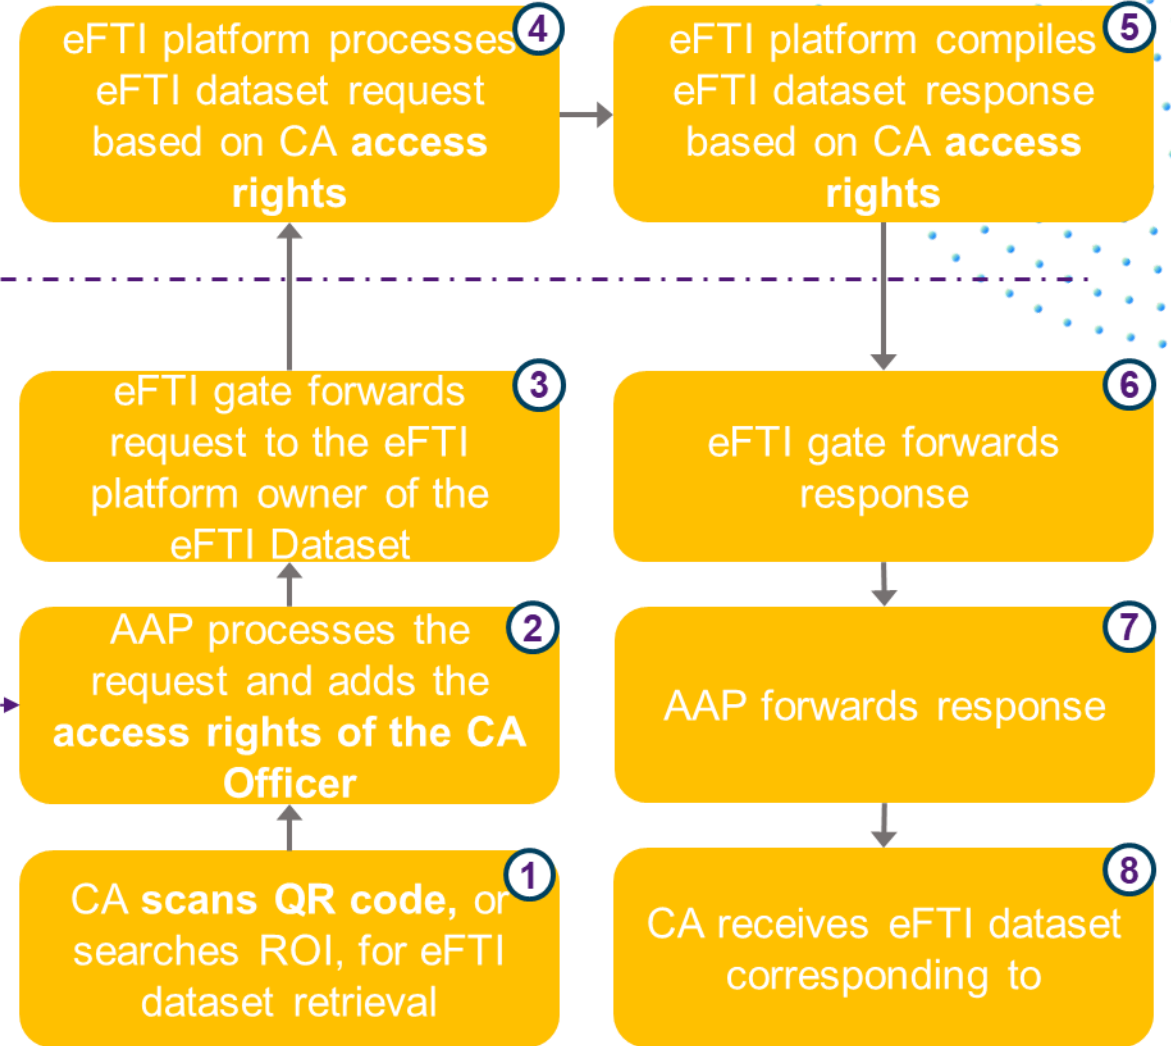 4
eFTI platform processes
eFTI dataset request
based on CA access
rights
5
eFTI platform compiles
eFTI dataset response
based on CA access
rights
3
eFTI gate forwards
request to the eFTI
platform owner of the
eFTI Dataset
6
eFTI gate forwards
response
2
AAP processes the
request and adds the
access rights of the CA
Officer
7
AAP forwards response
1
CA scans QR code, or
searches ROI, for eFTI
dataset retrieval
8
CA receives eFTI dataset
corresponding to